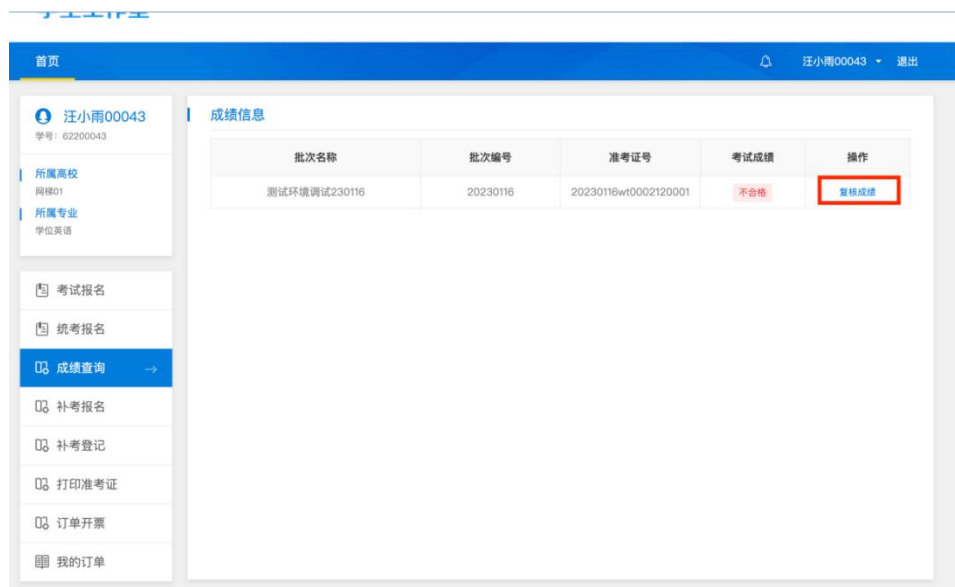 首页
汪小雨00043 退出
汪小雨00043
学号：62200043
所属高校
网梯01
所属专业
学位英语
考试报名
统考报名
成绩查询 →
补考报名
补考登记
打印准考证
订单开票
我的订单
成绩信息
批次名称 批次编号 准考证号 考试成绩 操作
测试环境调试230116 20230116 20230116wt0002120001 不合格 复核成绩